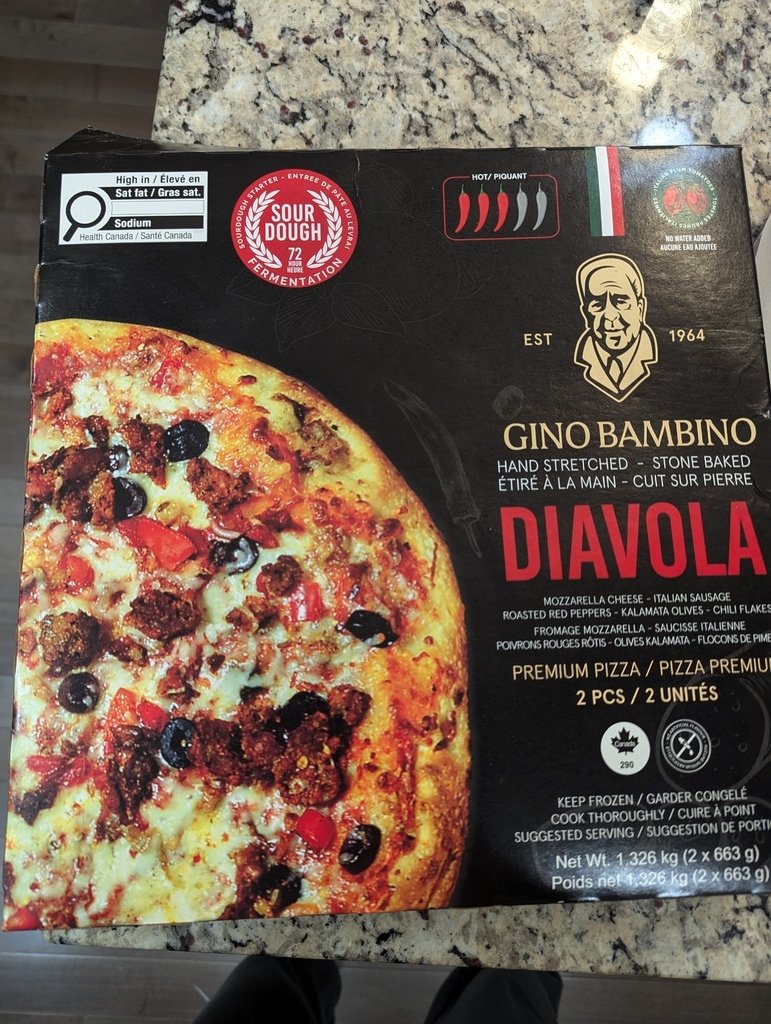 High in / Élevé en
Sat fat / Gras sat.
Sodium
Health Canada / Santé Canada
SOURDOUGH STARTER - ENTREE DE PÂTE AU LEVAIN
SOUR
DOUGH
72
HOUR
HEURE
FERMENTATION
HOT/ PIQUANT
ITALIAN PLUM TOMATOES
NO WATER ADDED
AUCUNE EAU AJOUTÉE
EST 1964
GINO BAMBINO
HAND STRETCHED - STONE BAKED
ÉTIRÉ À LA MAIN - CUIT SUR PIERRE
DIAVOLA
MOZZARELLA CHEESE - ITALIAN SAUSAGE
ROASTED RED PEPPERS - KALAMATA OLIVES - CHILI FLAKES
FROMAGE MOZZARELLA - SAUCISSE ITALIENNE
POIVRONS ROUGES RÔTIS - OLIVES KALAMATA - FLOCONS DE PIME
PREMIUM PIZZA / PIZZA PREMIU
2 PCS / 2 UNITÉS
Canada
290
KEEP FROZEN / GARDER CONGELÉ
COOK THOROUGHLY / CUIRE À POINT
SUGGESTED SERVING / SUGGESTION DE PORTI
Net Wt. 1,326 kg (2 x 663 g)
Poids net 1,326 kg (2 x 663 g)